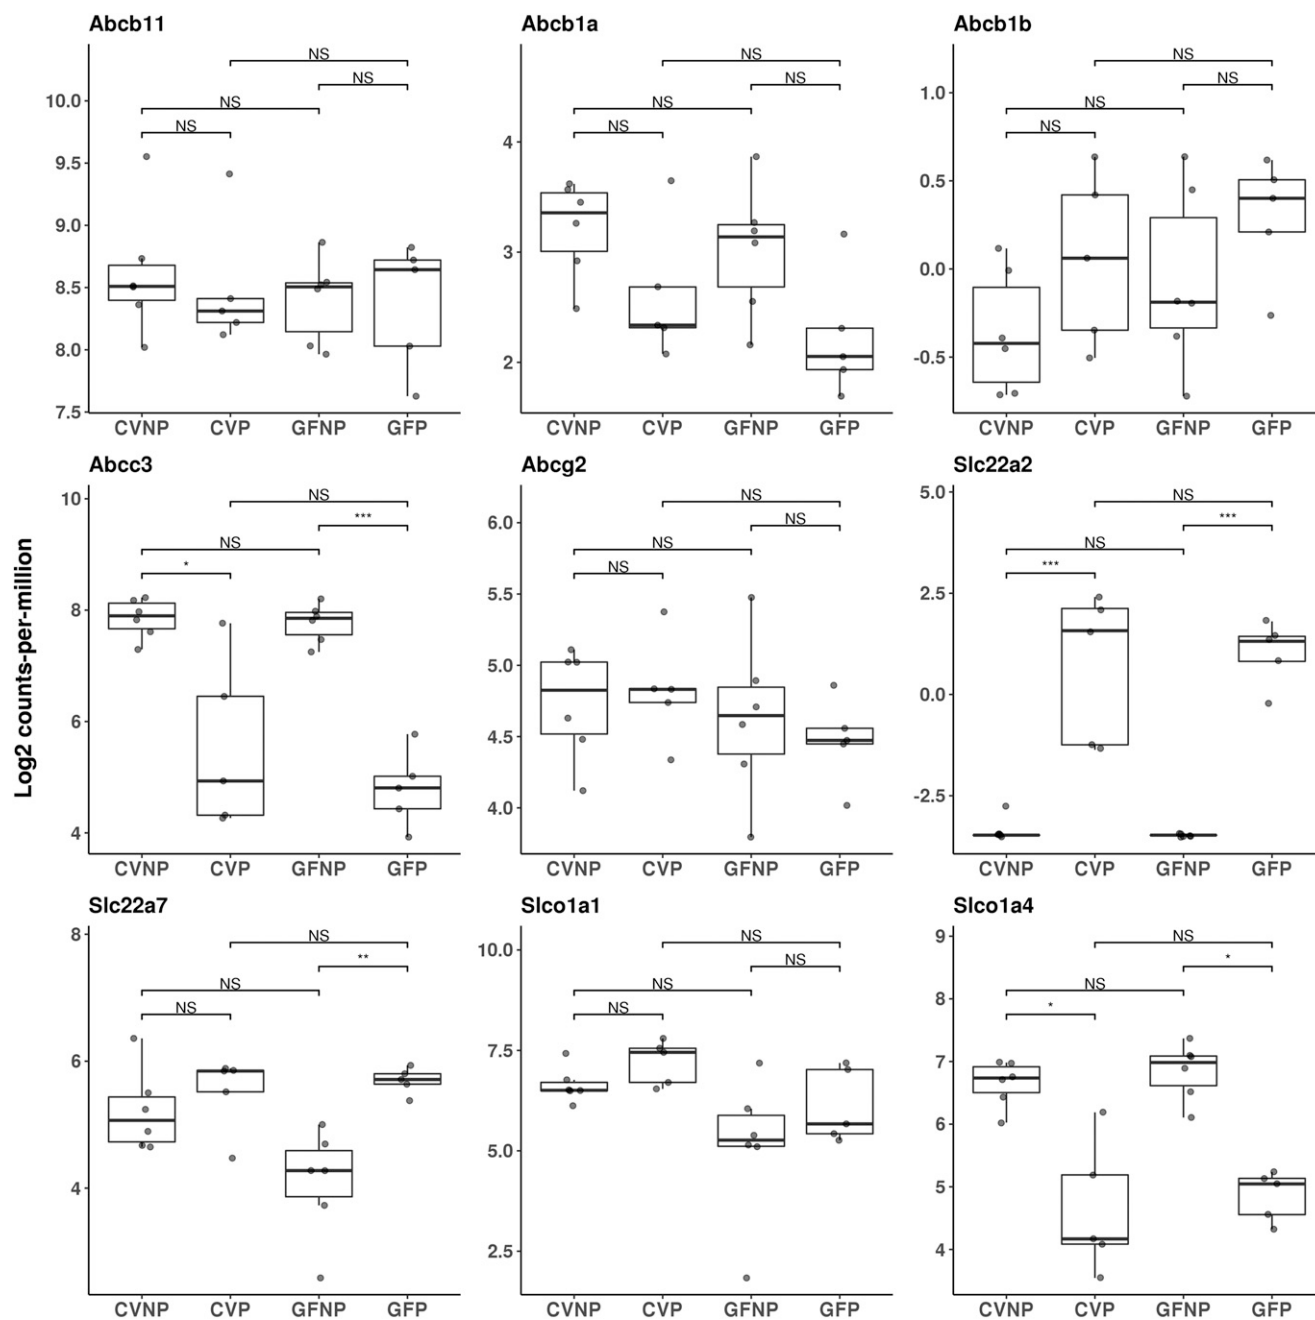 Abcb11
NS
NS
NS
NS
10.0
9.5
9.0
8.5
8.0
7.5
CVNP CVP GFNP GFP
Abcb1a
NS
NS
NS
NS
4
3
2
CVNP CVP GFNP GFP
Abcb1b
NS
NS
NS
NS
1.0
0.5
0.0
-0.5
CVNP CVP GFNP GFP
Log2 counts-per-million
Abcc3
NS
***
NS
*
10
8
6
4
CVNP CVP GFNP GFP
Abcg2
NS
NS
NS
NS
6.0
5.5
5.0
4.5
4.0
CVNP CVP GFNP GFP
Slc22a2
NS
***
NS
***
5.0
2.5
0.0
-2.5
CVNP CVP GFNP GFP
Slc22a7
NS
**
NS
NS
8
6
4
CVNP CVP GFNP GFP
Slco1a1
NS
NS
NS
NS
10.0
7.5
5.0
2.5
CVNP CVP GFNP GFP
Slco1a4
NS
*
NS
*
9
8
7
6
5
4
CVNP CVP GFNP GFP